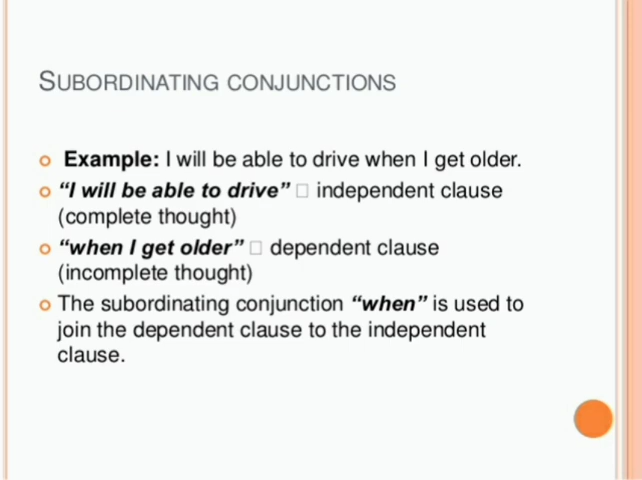 SUBORDINATING CONJUNCTIONS
Example: I will be able to drive when I get older.
“I will be able to drive” □ independent clause
(complete thought)
“when I get older” □ dependent clause
(incomplete thought)
The subordinating conjunction “when” is used to
join the dependent clause to the independent
clause.